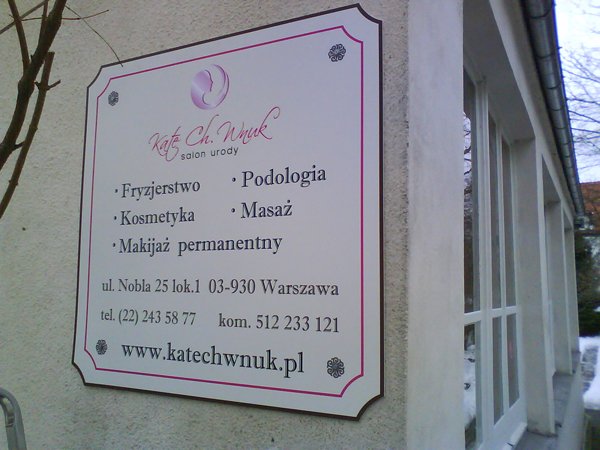 Kate Ch. Wnuk
salon urody
• Fryzjerstwo • Podologia
• Kosmetyka • Masaż
• Makijaż permanentny
ul. Nobla 25 lok.1 03-930 Warszawa
tel. (22) 243 58 77 kom. 512 233 121
www.katechwnuk.pl